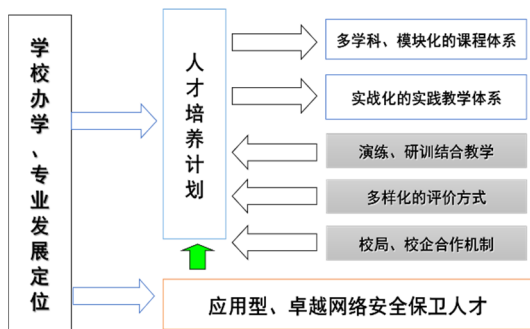 学校办学、专业发展定位
人才培养计划
多学科、模块化的课程体系
实战化的实践教学体系
演练、研训结合教学
多样化的评价方式
校局、校企合作机制
应用型、卓越网络安全保卫人才